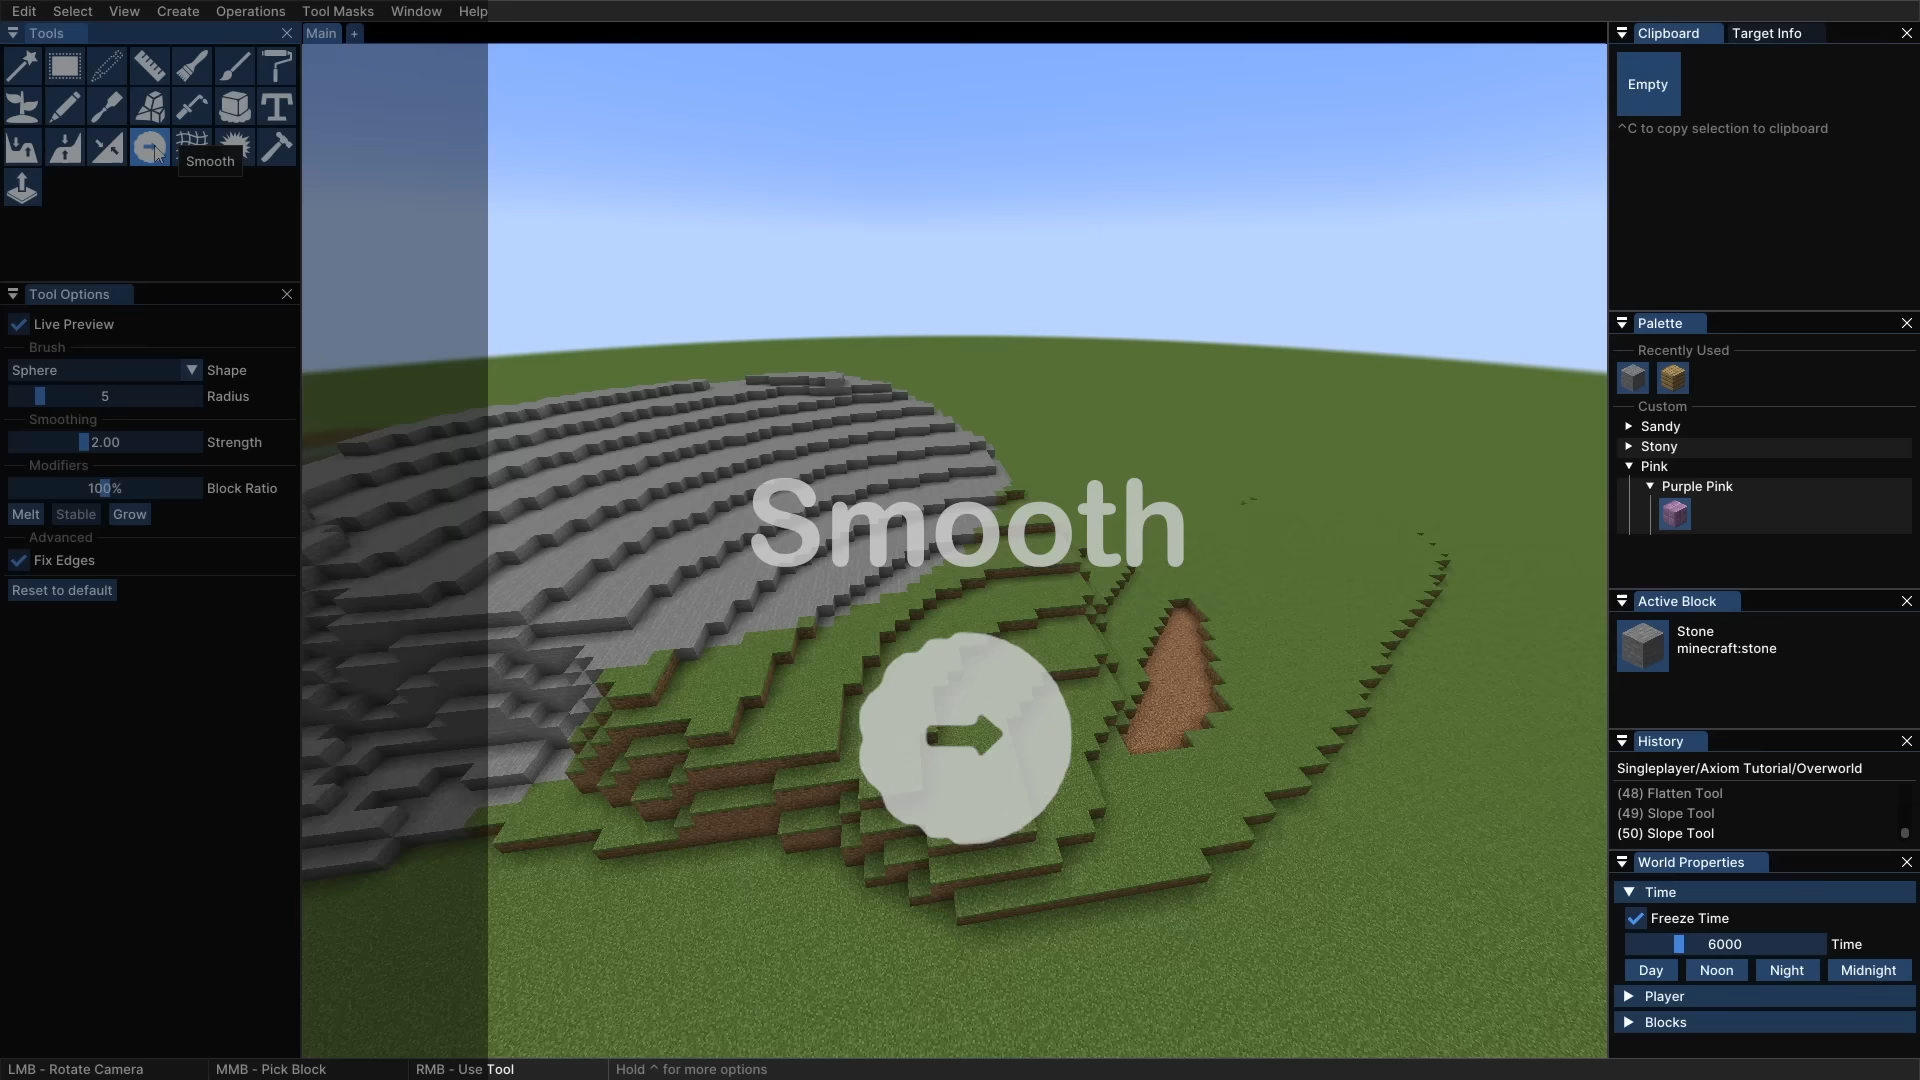 Edit Select View Create Operations Tool Masks Window Help
Tools
Main +
Smooth
Tool Options
Live Preview
Brush
Sphere Shape
5 Radius
Smoothing
2.00 Strength
Modifiers
100% Block Ratio
Melt Stable Grow
Advanced
Fix Edges
Reset to default
Smooth
Clipboard Target Info
Empty
^C to copy selection to clipboard
Palette
Recently Used
Custom
Sandy
Stony
Pink
Purple Pink
Active Block
Stone
minecraft:stone
History
Singleplayer/Axiom Tutorial/Overworld
(48) Flatten Tool
(49) Slope Tool
(50) Slope Tool
World Properties
Time
Freeze Time
6000 Time
Day Noon Night Midnight
Player
Blocks
LMB - Rotate Camera MMB - Pick Block RMB - Use Tool Hold ^ for more options